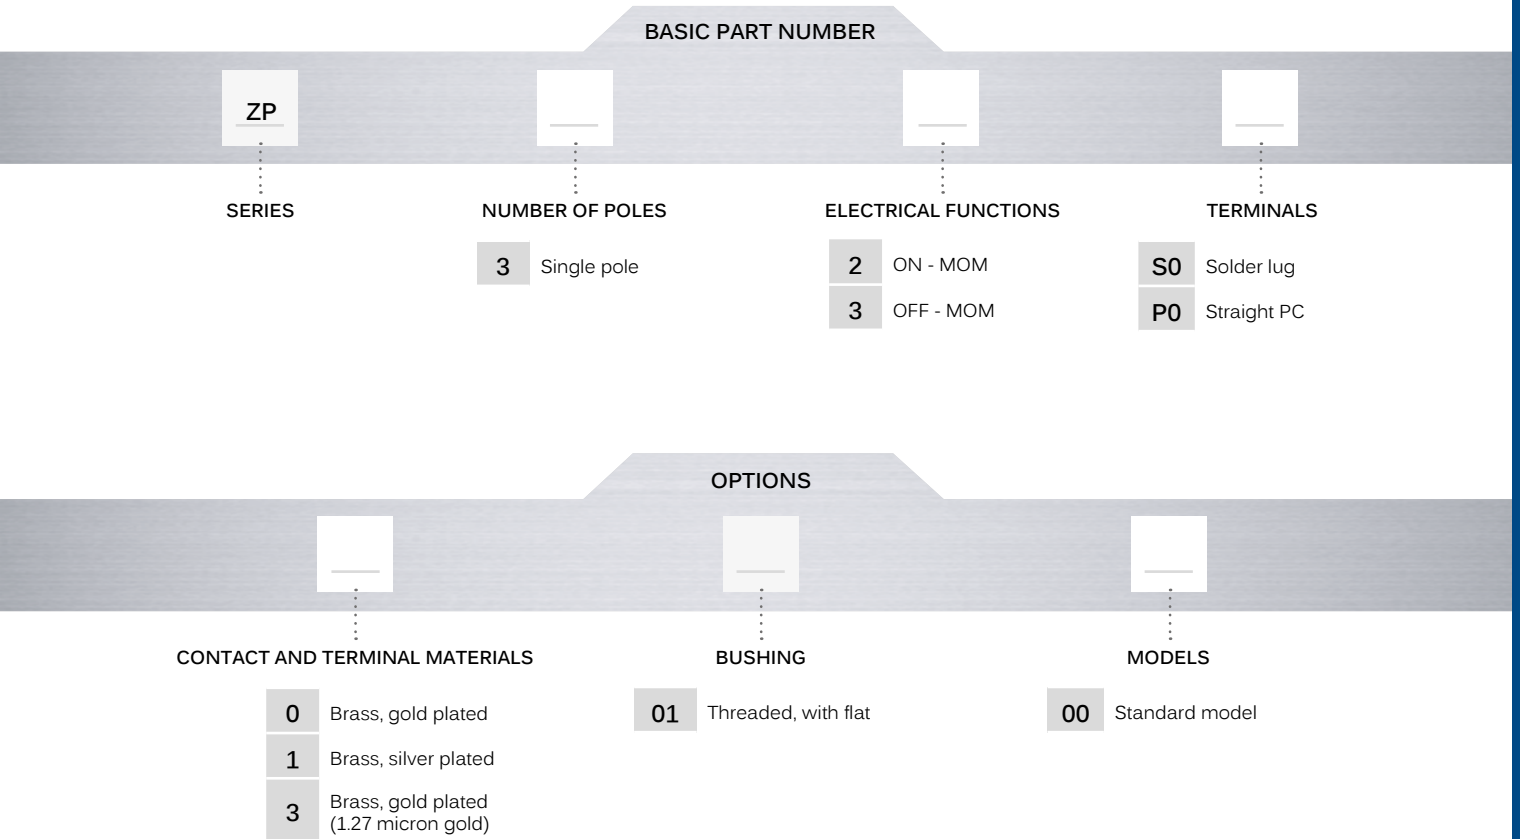 BASIC PART NUMBER
ZP
SERIES
NUMBER OF POLES
3 Single pole
ELECTRICAL FUNCTIONS
2 ON - MOM
3 OFF - MOM
TERMINALS
S0 Solder lug
P0 Straight PC
OPTIONS
CONTACT AND TERMINAL MATERIALS
0 Brass, gold plated
1 Brass, silver plated
3 Brass, gold plated
(1.27 micron gold)
BUSHING
01 Threaded, with flat
MODELS
00 Standard model